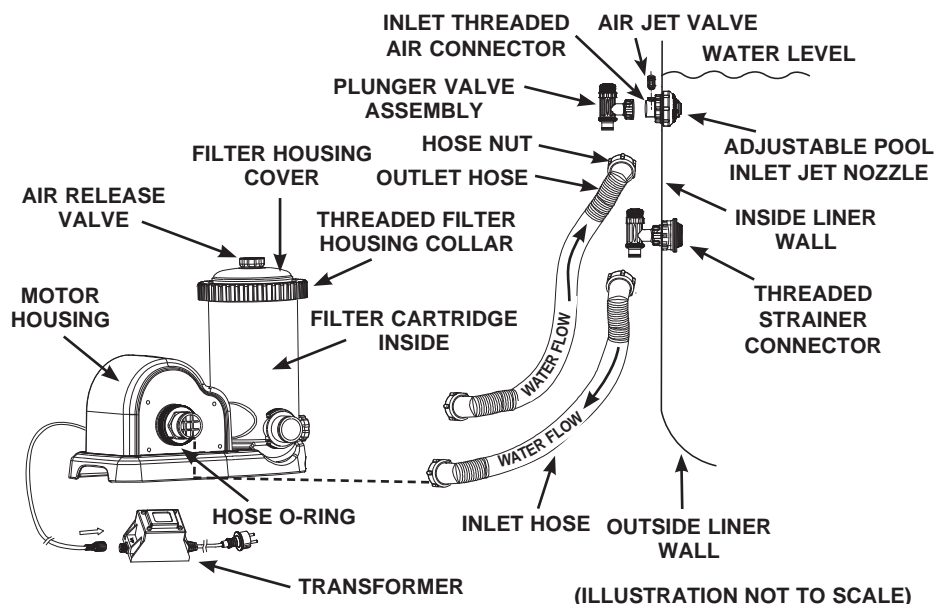 INLET THREADED
AIR CONNECTOR
AIR JET VALVE
WATER LEVEL
PLUNGER VALVE
ASSEMBLY
HOSE NUT
ADJUSTABLE POOL
INLET JET NOZZLE
FILTER HOUSING
COVER
OUTLET HOSE
AIR RELEASE
VALVE
THREADED FILTER
HOUSING COLLAR
INSIDE LINER
WALL
MOTOR
HOUSING
FILTER CARTRIDGE
INSIDE
THREADED
STRAINER
CONNECTOR
WATER FLOW
WATER FLOW
HOSE O-RING
INLET HOSE
OUTSIDE LINER
WALL
TRANSFORMER
(ILLUSTRATION NOT TO SCALE)